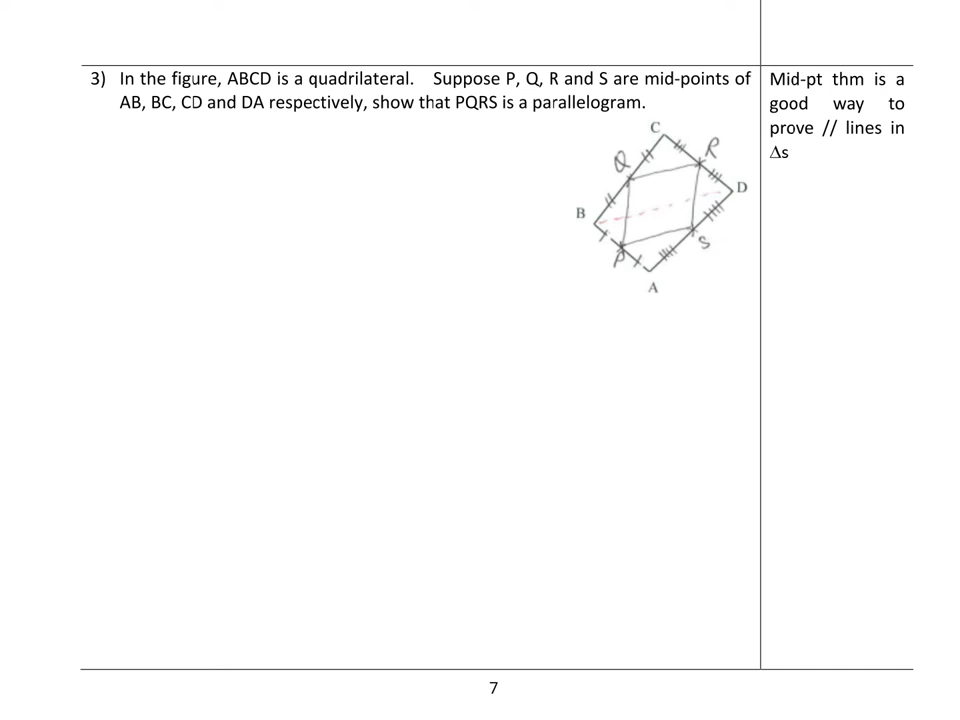 3) In the figure, ABCD is a quadrilateral. Suppose P, Q, R and S are mid-points of
AB, BC, CD and DA respectively, show that PQRS is a parallelogram.
Mid-pt thm is a
good way to
prove // lines in
∆s
C
R
Q
D
B
S
P
A
7